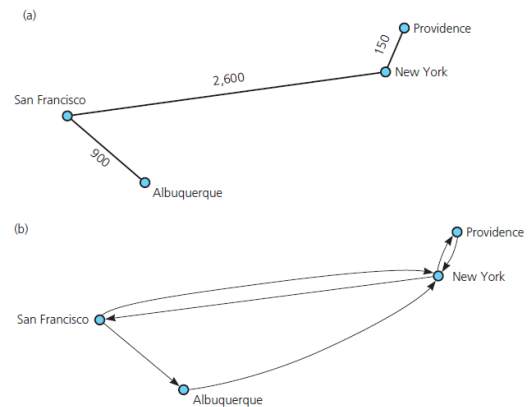 (a)
Providence
150
New York
2,600
San Francisco
900
Albuquerque
(b)
Providence
New York
San Francisco
Albuquerque